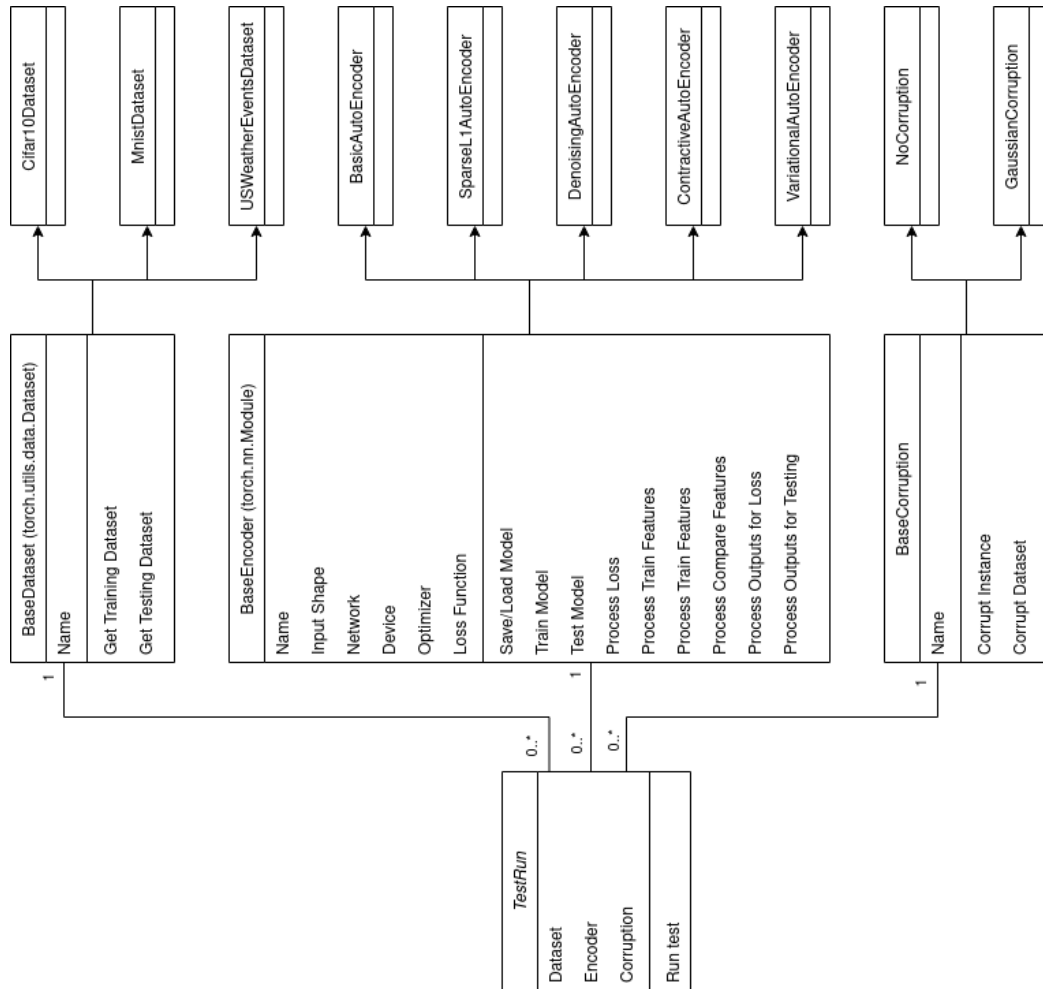 TestRun
Dataset
Encoder
Corruption
Run test
0..*
0..*
0..*
1
1
1
BaseDataset (torch.utils.data.Dataset)
Name
Get Training Dataset
Get Testing Dataset
BaseEncoder (torch.nn.Module)
Name
Input Shape
Network
Device
Optimizer
Loss Function
Save/Load Model
Train Model
Test Model
Process Loss
Process Train Features
Process Train Features
Process Compare Features
Process Outputs for Loss
Process Outputs for Testing
BaseCorruption
Name
Corrupt Instance
Corrupt Dataset
Cifar10Dataset
MnistDataset
USWeatherEventsDataset
BasicAutoEncoder
SparseL1AutoEncoder
DenoisingAutoEncoder
ContractiveAutoEncoder
VariationalAutoEncoder
NoCorruption
GaussianCorruption